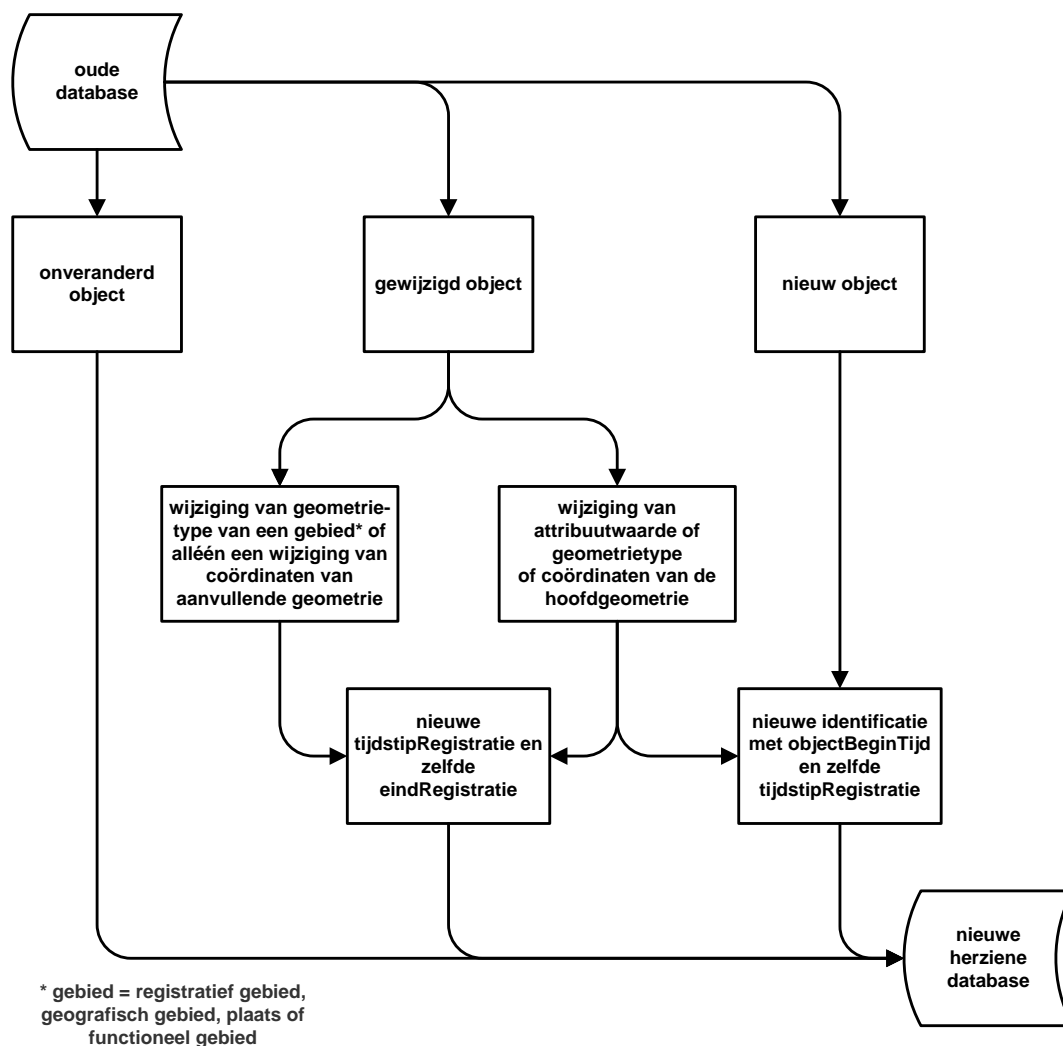 oude
database
onveranderd
object
gewijzigd object
nieuw object
wijziging van geometrie-
type van een gebied* of
alléén een wijziging van
coördinaten van
aanvullende geometrie
wijziging van
attribuutwaarde of
geometrietype
of coördinaten van de
hoofdgeometrie
nieuwe
tijdstipRegistratie en
zelfde
eindRegistratie
nieuwe identificatie
met objectBeginTijd
en zelfde
tijdstipRegistratie
nieuwe
herziene
database
* gebied = registratief gebied,
geografisch gebied, plaats of
functioneel gebied